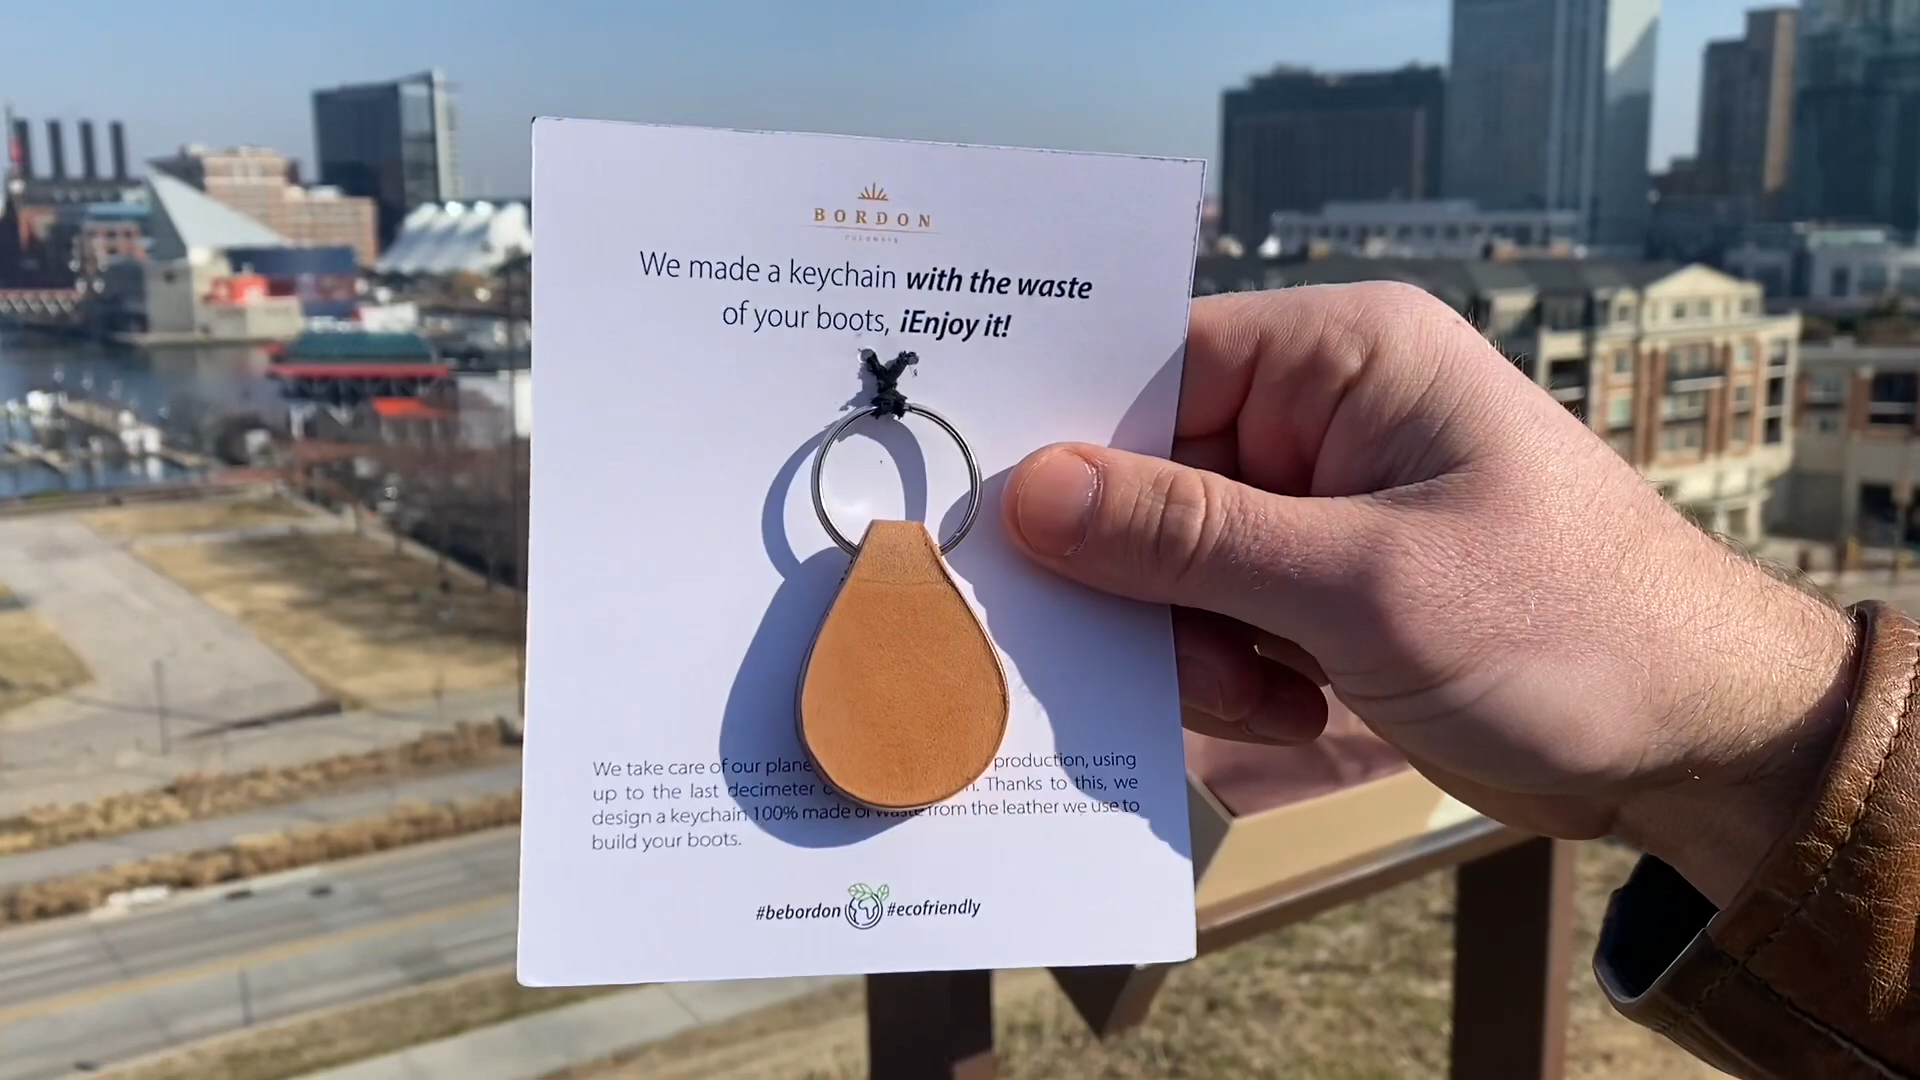 BORDON
We made a keychain with the waste
of your boots, ¡Enjoy it!
We take care of our plane production, using
up to the last decimeter Thanks to this, we
design a keychain 100% made of waste from the leather we use to
build your boots.
#bebordon #ecofriendly